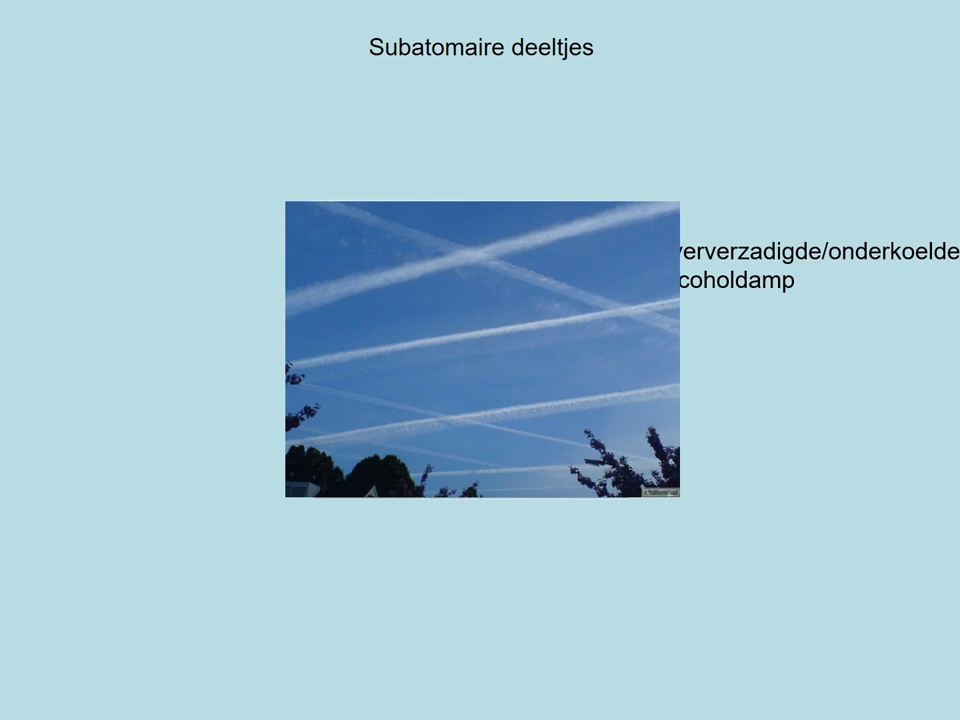 Subatomaire deeltjes
ververzadigde/onderkoelde
coholdamp